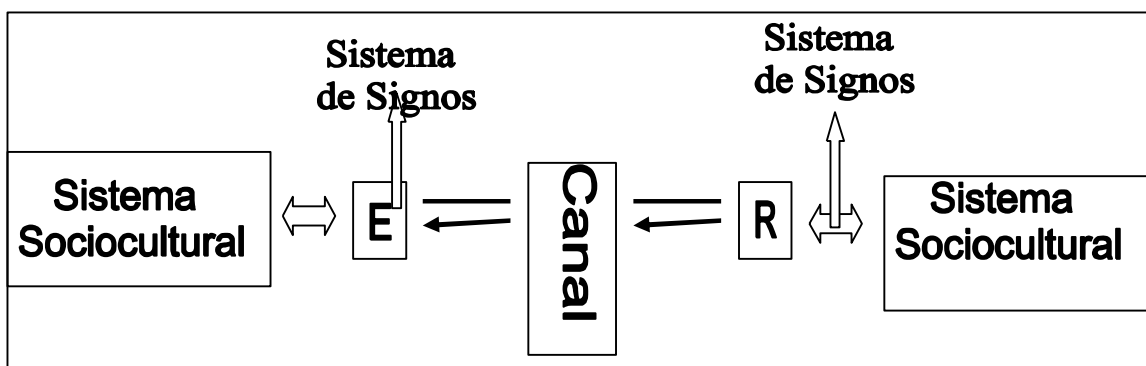 Sistema
de Signos
Sistema
de Signos
Sistema
Sociocultural
E
Canal
R
Sistema
Sociocultural